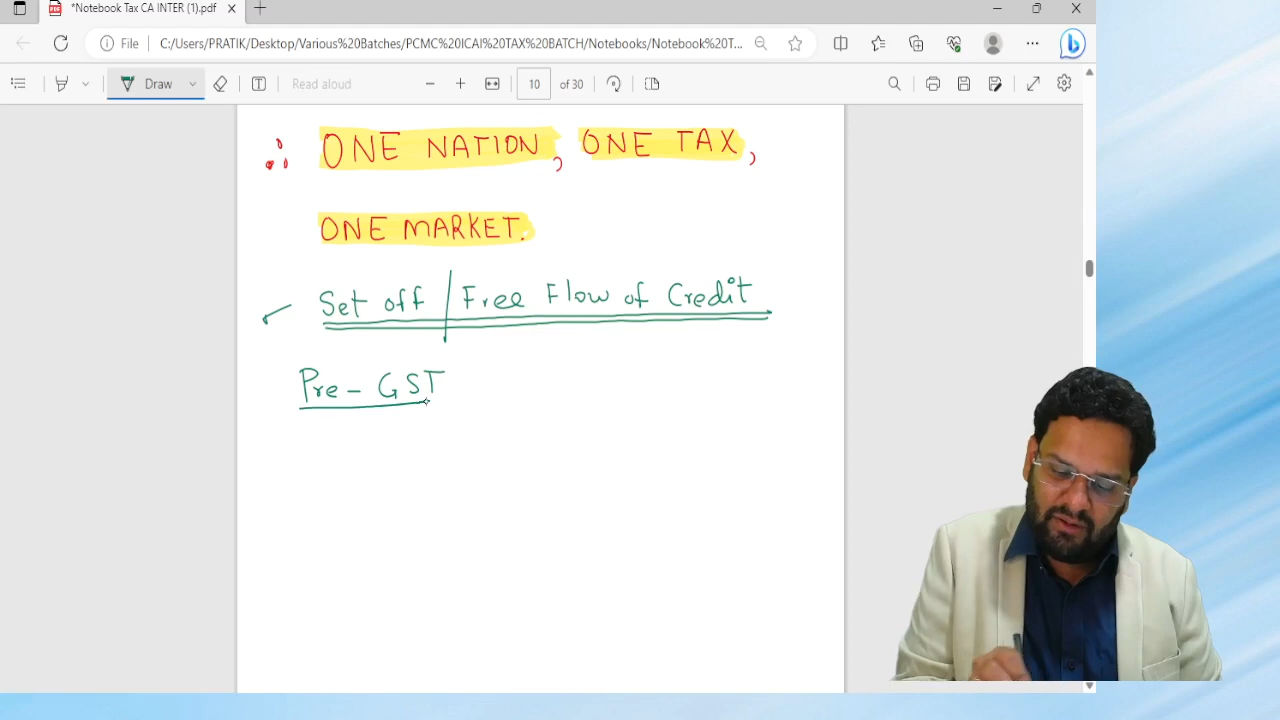 *Notebook Tax CA INTER (1).pdf
File C:/Users/PRATIK/Desktop/Various%20Batches/PCMC%20ICAI%20TAX%20BATCH/Notebooks/Notebook%20T...
Draw Read aloud 10 of 30
∴ ONE NATION, ONE TAX,
ONE MARKET.
✓ Set off / Free Flow of Credit
Pre - GST